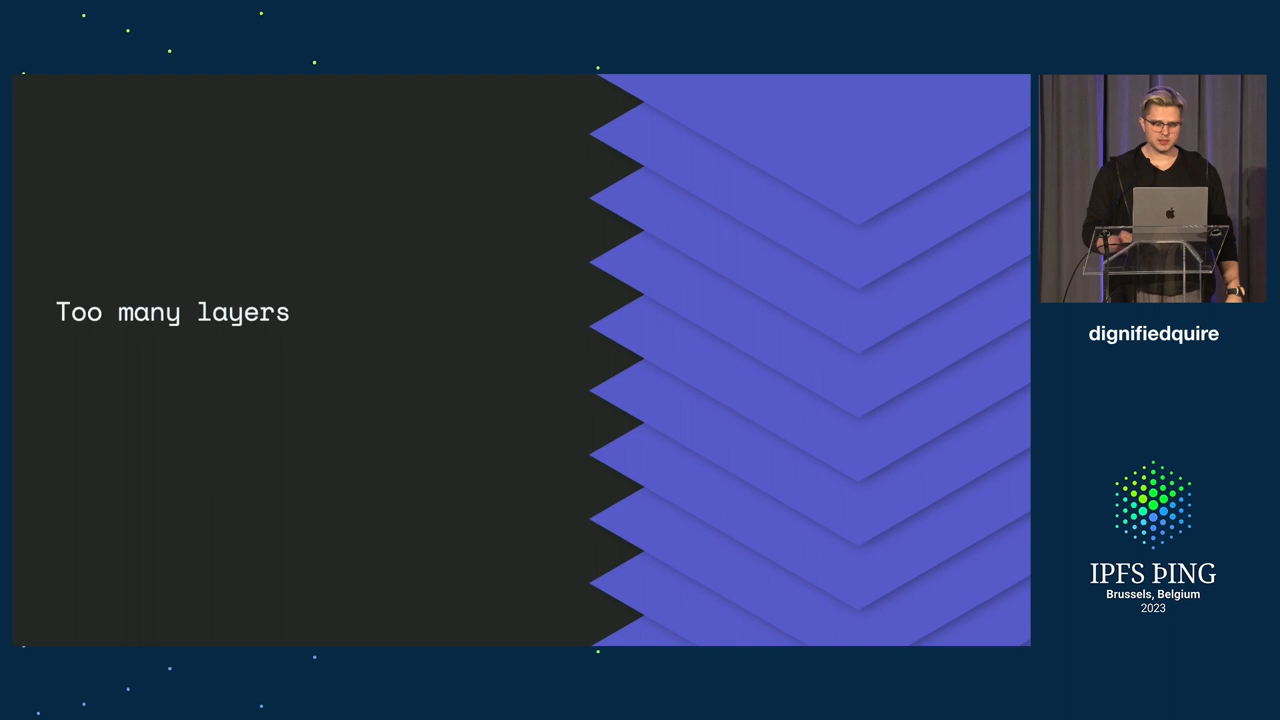 Too many layers
dignifiedquire
IPFS ÞING
Brussels, Belgium
2023